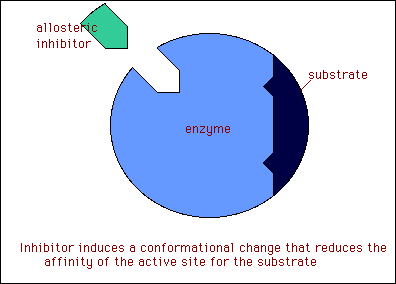 allosteric
inhibitor
substrate
enzyme
Inhibitor induces a conformational change that reduces the
affinity of the active site for the substrate